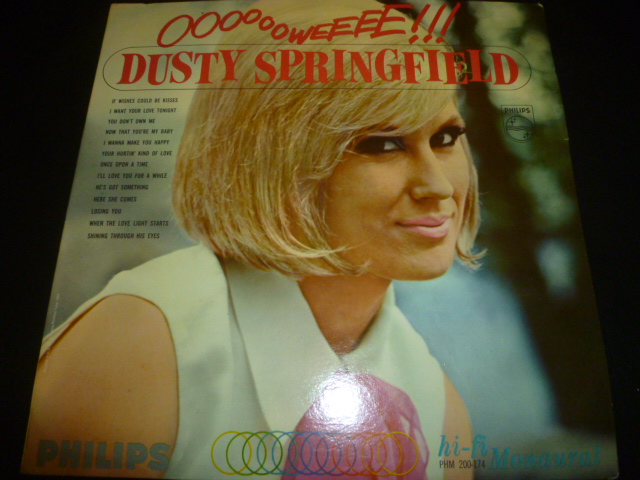 OOOOOOWEEEE!!!
DUSTY SPRINGFIELD
IF WISHES COULD BE KISSES
I WANT YOUR LOVE TONIGHT
YOU DON'T OWN ME
NOW THAT YOU'RE MY BABY
I WANNA MAKE YOU HAPPY
YOUR HURTIN' KIND OF LOVE
ONCE UPON A TIME
I'LL LOVE YOU FOR A WHILE
HE'S GOT SOMETHING
HERE SHE COMES
LOSING YOU
WHEN THE LOVE LIGHT STARTS
SHINING THROUGH HIS EYES
PHILIPS
PHILIPS
hi-fi Monaural
PHM 200-174